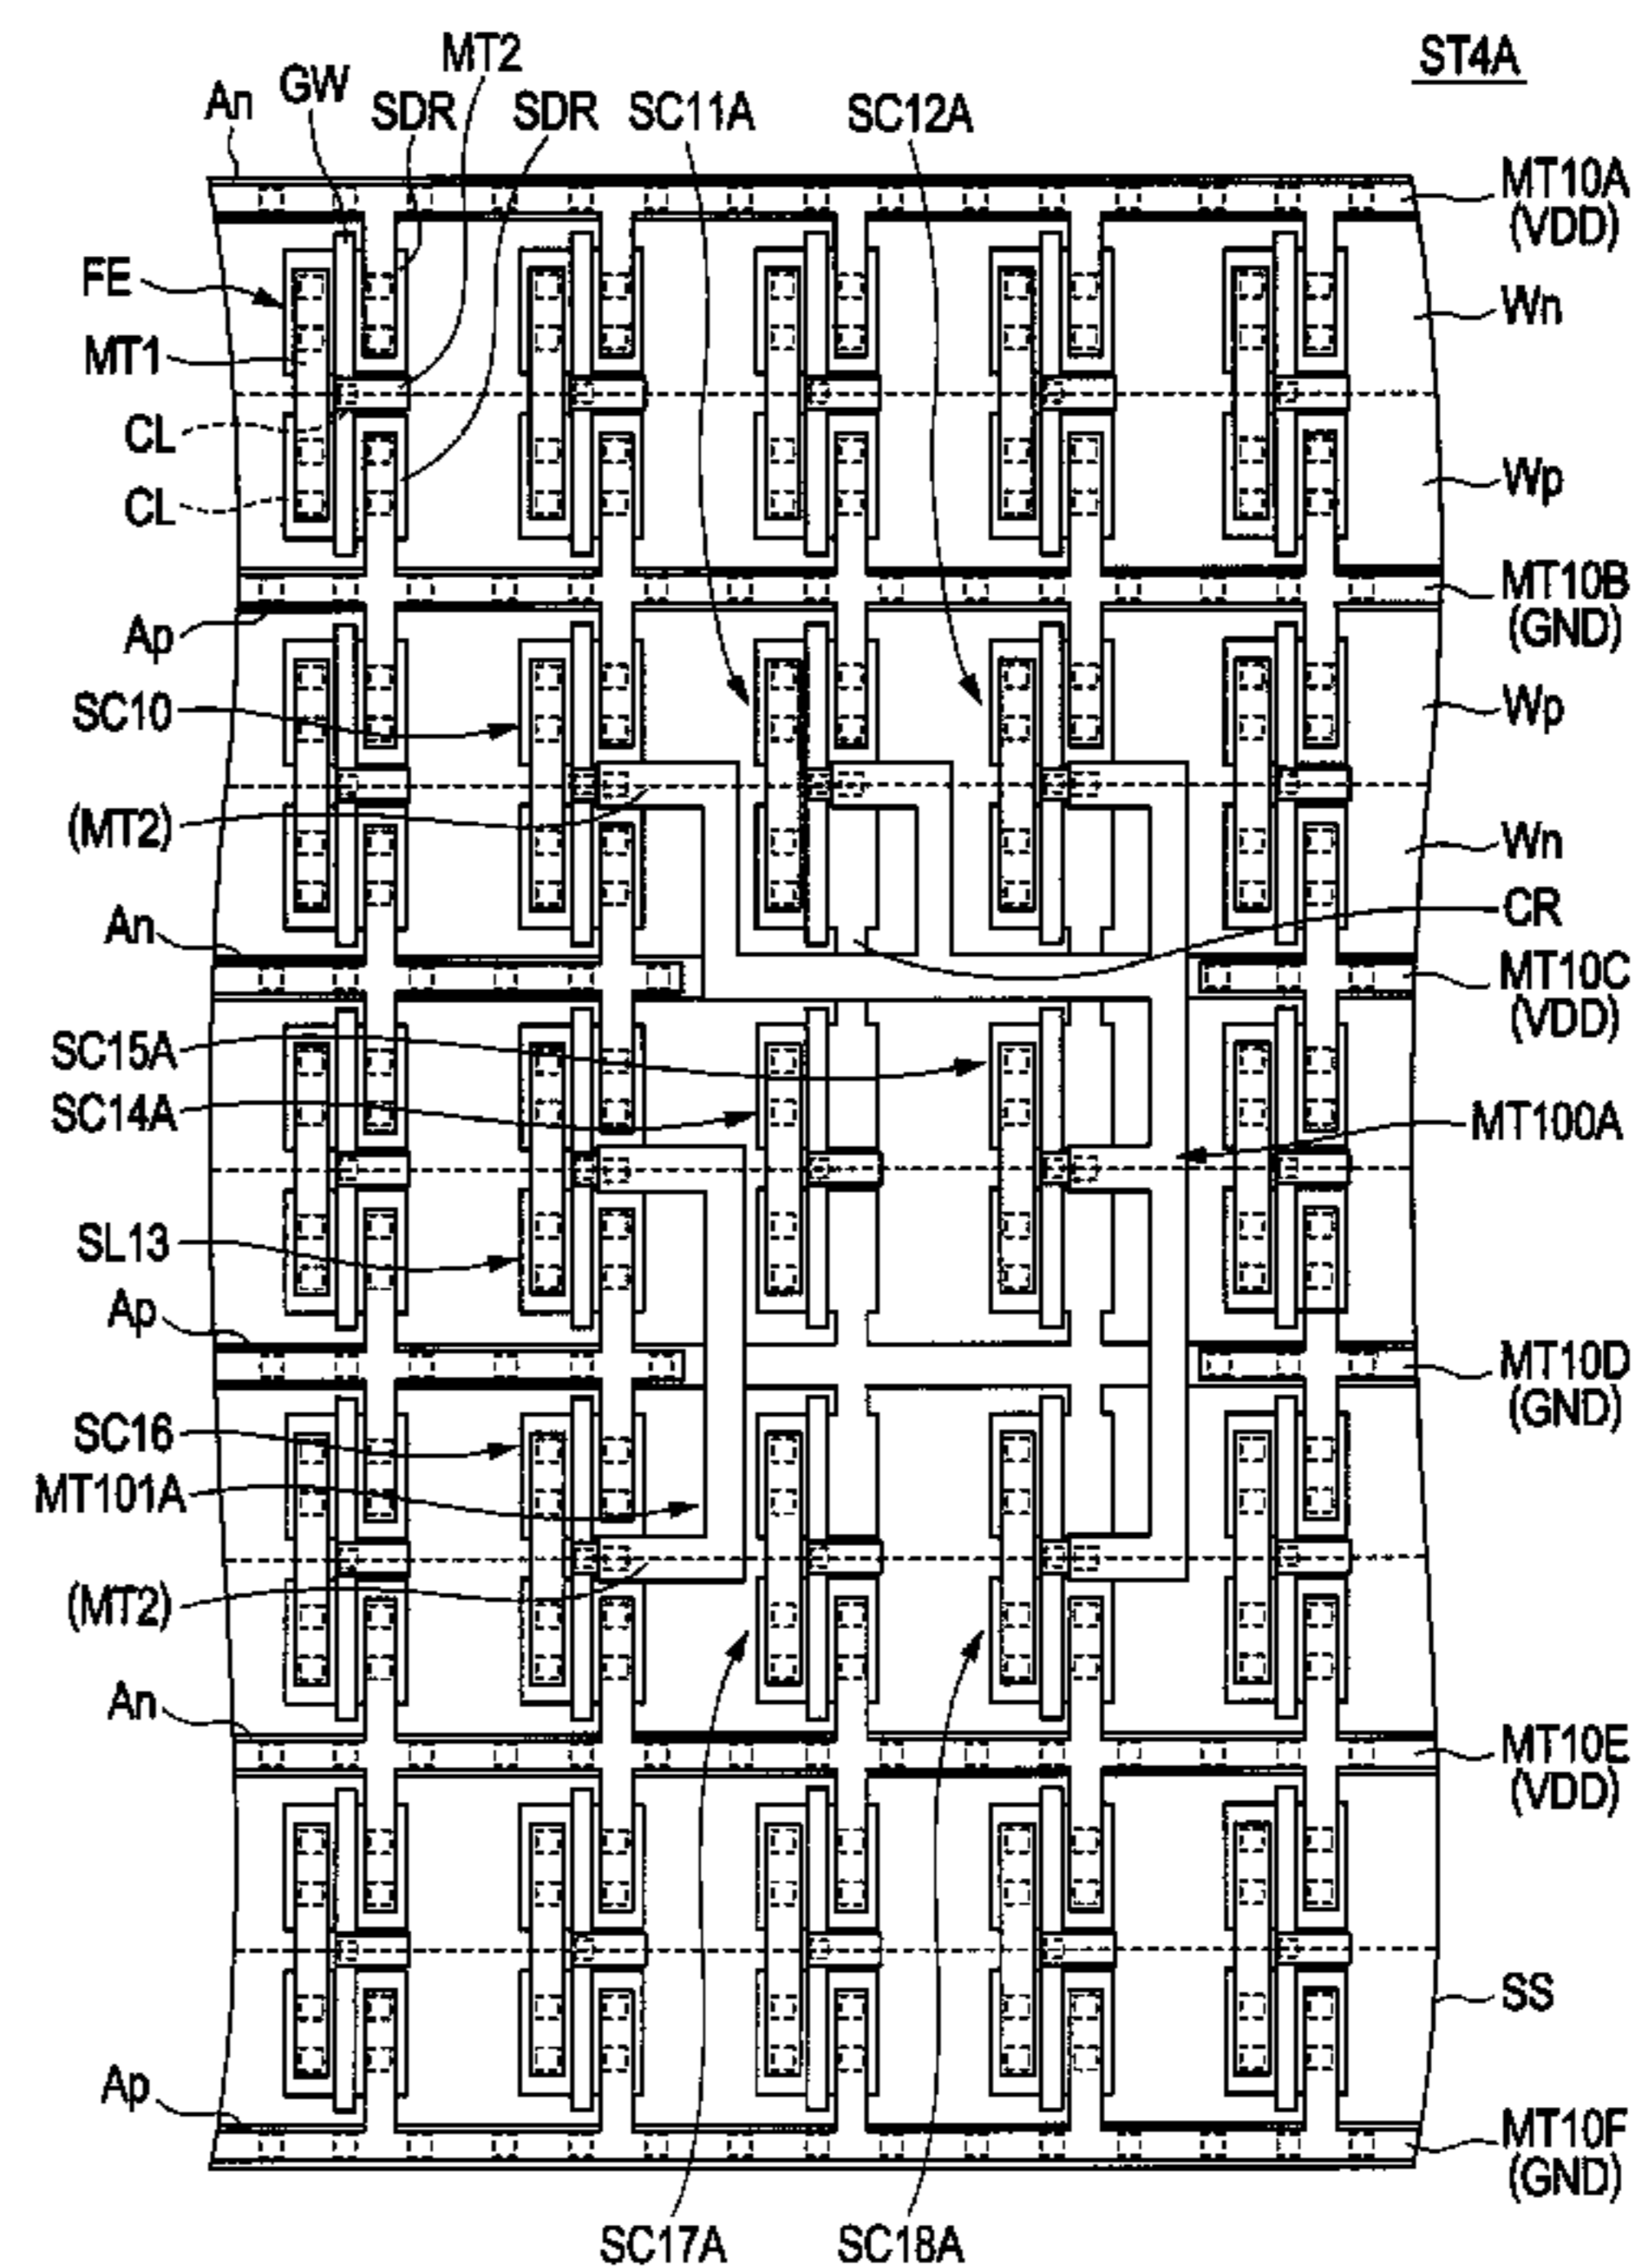 ST4A
MT2
GW
An
SDR
SDR
SC11A
SC12A
MT10A
(VDD)
FE
Wn
MT1
CL
Wp
CL
MT10B
(GND)
Ap
SC10
Wp
(MT2)
Wn
CR
An
MT10C
(VDD)
SC15A
SC14A
MT100A
SL13
Ap
MT10D
(GND)
SC16
MT101A
(MT2)
An
MT10E
(VDD)
SS
Ap
MT10F
(GND)
SC17A
SC18A